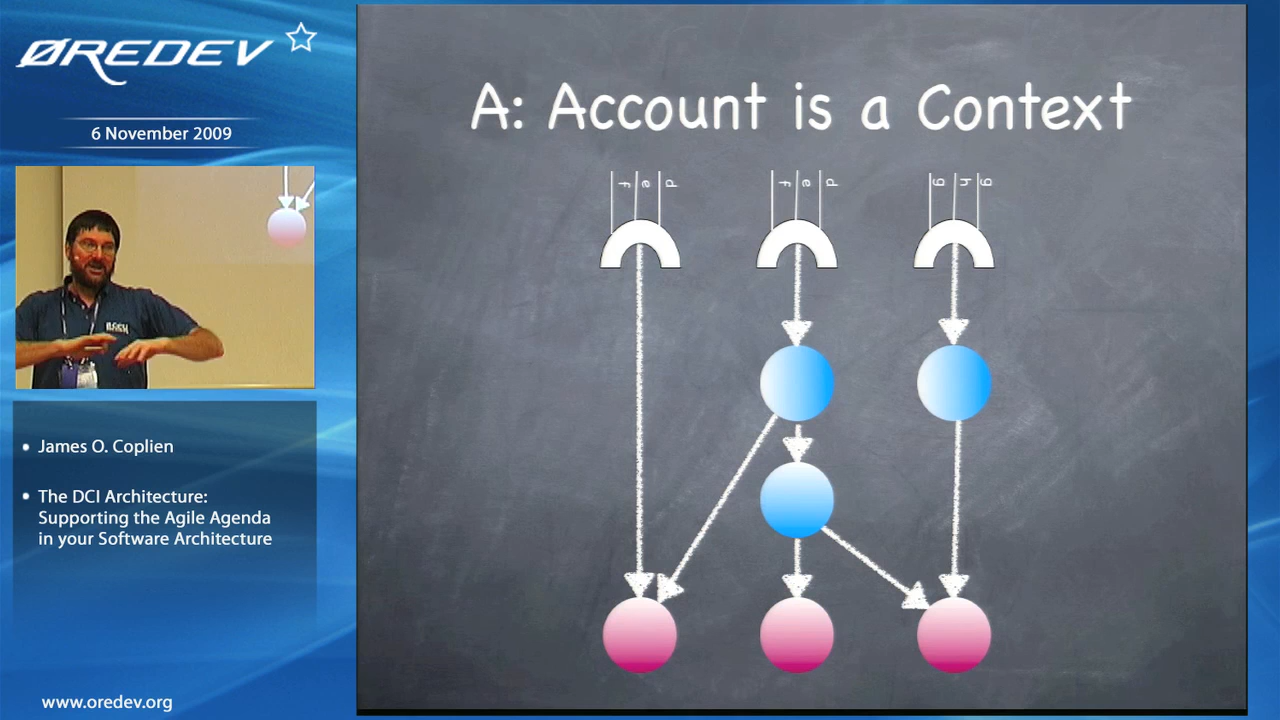 ØREDEV
6 November 2009
James O. Coplien
The DCI Architecture:
Supporting the Agile Agenda
in your Software Architecture
www.oredev.org
A: Account is a Context
f e d
f e d
g h g